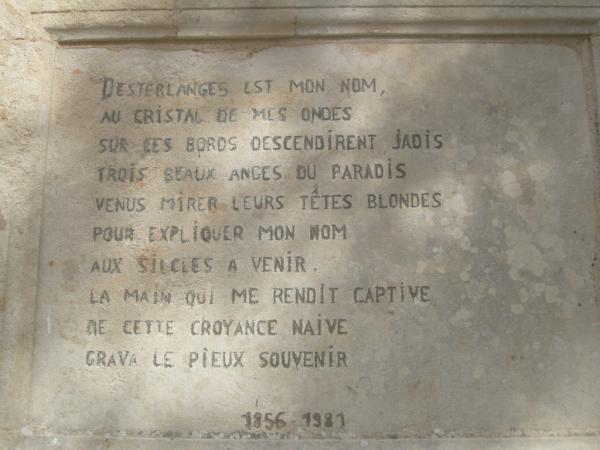 DESTERLANGES EST MON NOM,
AU CRISTAL DE MES ONDES
SUR CES BORDS DESCENDIRENT JADIS
TROIS BEAUX ANGES DU PARADIS
VENUS MIRER LEURS TÊTES BLONDES
POUR EXPLIQUER MON NOM
AUX SIECLES A VENIR.
LA MAIN QUI ME RENDIT CAPTIVE
DE CETTE CROYANCE NAIVE
GRAVA LE PIEUX SOUVENIR
1856-1981